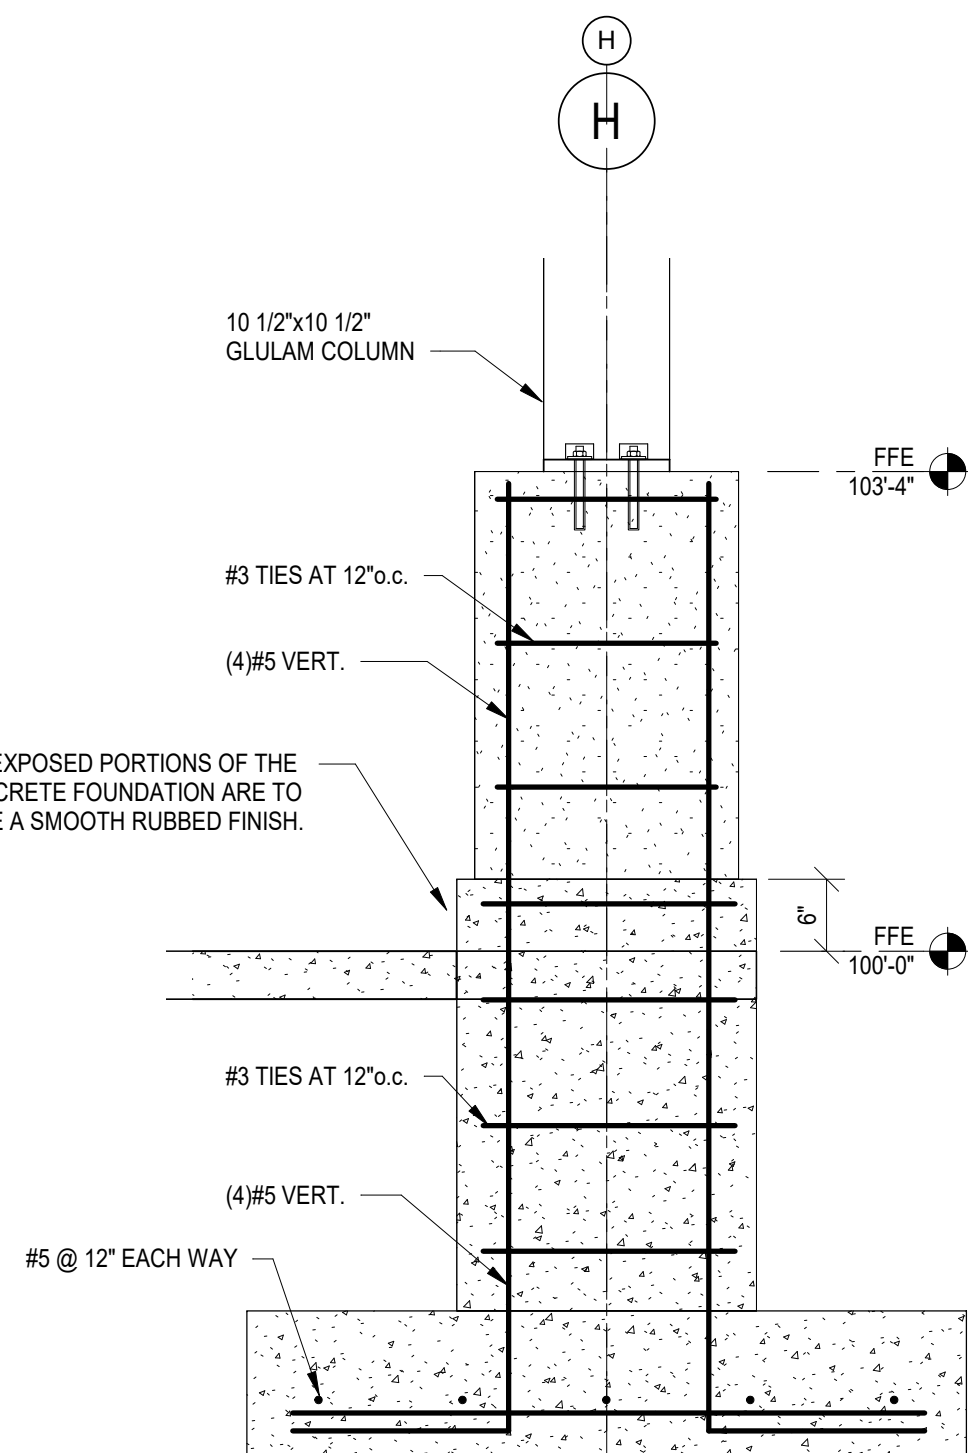 H
H
10 1/2"x10 1/2"
GLULAM COLUMN
FFE
103'-4"
#3 TIES AT 12"o.c.
(4)#5 VERT.
EXPOSED PORTIONS OF THE
CRETE FOUNDATION ARE TO
E A SMOOTH RUBBED FINISH.
6"
FFE
100'-0"
#3 TIES AT 12"o.c.
(4)#5 VERT.
#5 @ 12" EACH WAY